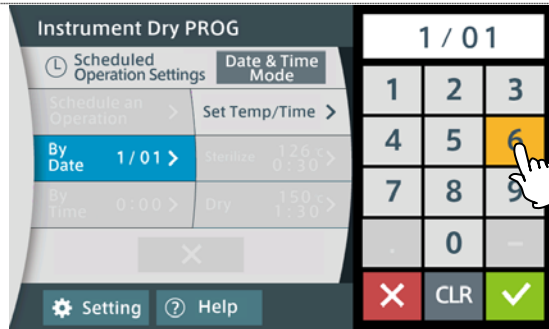 Instrument Dry PROG
Scheduled
Operation Settings
Date & Time
Mode
Schedule an
Operation >
Set Temp/Time >
By
Date 1/01 >
Sterilize 126℃
0:30 >
By
Time 0:00 >
Dry 150℃
1:30 >
×
Setting
? Help
1/01
1 2 3
4 5 6
7 8 9
. 0 -
× CLR ✓